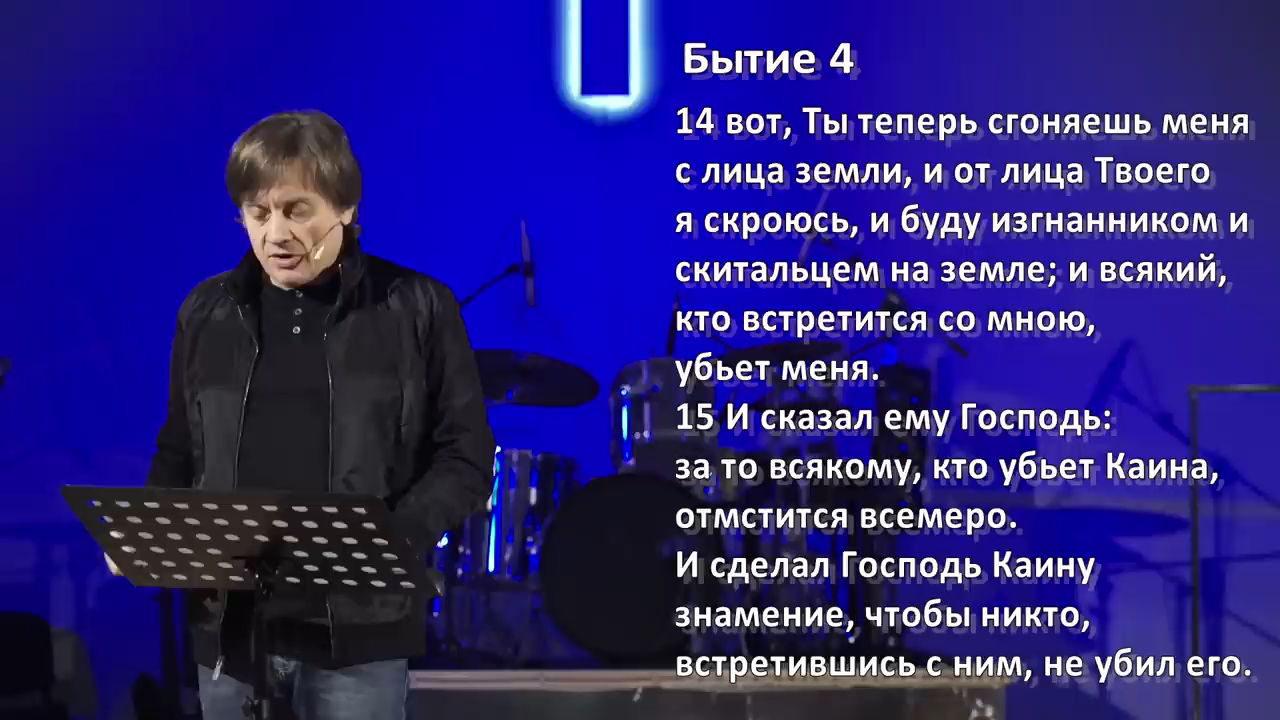 Бытие 4
14 вот, Ты теперь сгоняешь меня
с лица земли, и от лица Твоего
я скроюсь, и буду изгнанником и
скитальцем на земле; и всякий,
кто встретится со мною,
убьет меня.
15 И сказал ему Господь:
за то всякому, кто убьет Каина,
отмстится всемеро.
И сделал Господь Каину
знамение, чтобы никто,
встретившись с ним, не убил его.